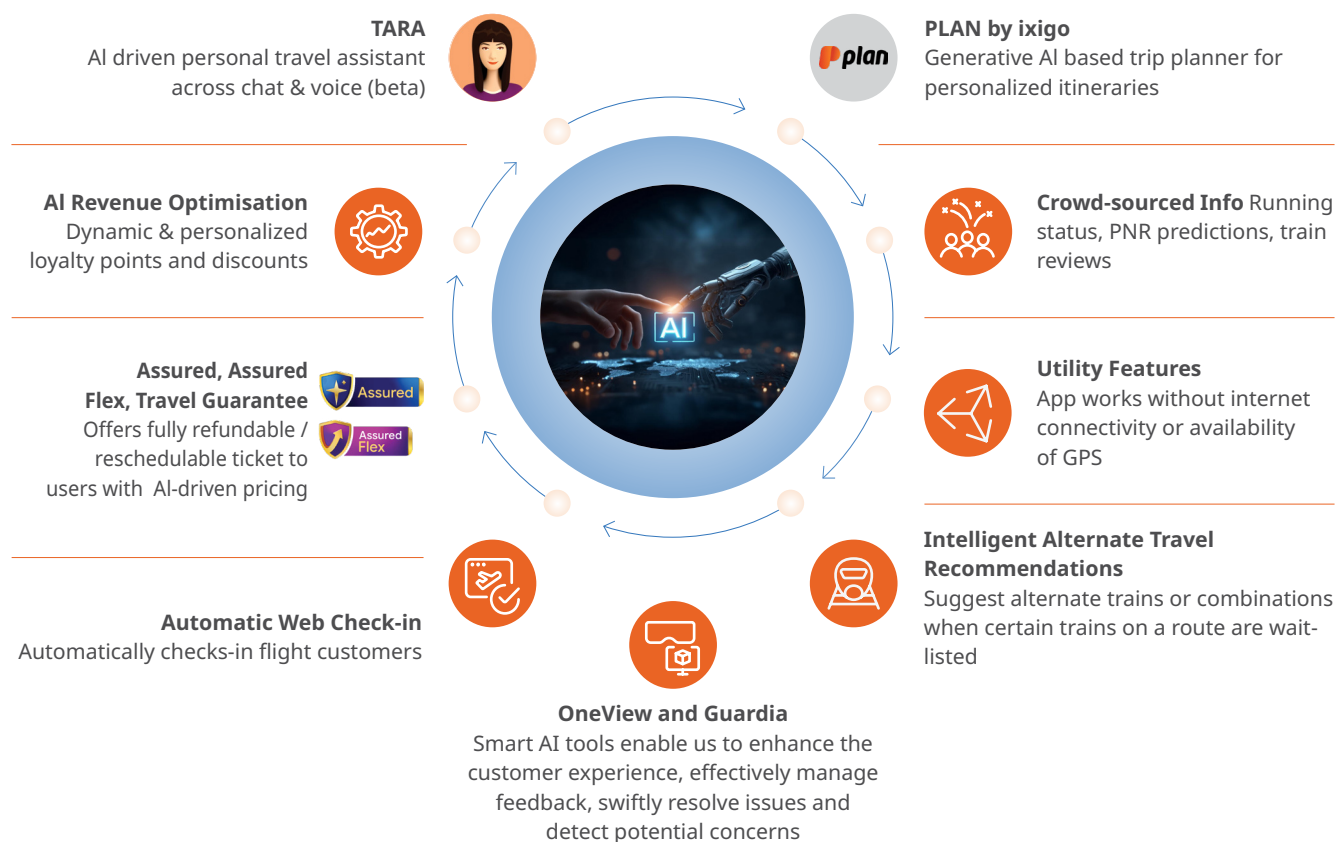 TARA
AI driven personal travel assistant
across chat & voice (beta)
plan
PLAN by ixigo
Generative AI based trip planner for
personalized itineraries
AI Revenue Optimisation
Dynamic & personalized
loyalty points and discounts
Crowd-sourced Info Running
status, PNR predictions, train
reviews
AI
Assured, Assured
Flex, Travel Guarantee
Offers fully refundable /
reschedulable ticket to
users with AI-driven pricing
Assured
Assured
Flex
Utility Features
App works without internet
connectivity or availability
of GPS
Automatic Web Check-in
Automatically checks-in flight customers
Intelligent Alternate Travel
Recommendations
Suggest alternate trains or combinations
when certain trains on a route are wait-
listed
OneView and Guardia
Smart AI tools enable us to enhance the
customer experience, effectively manage
feedback, swiftly resolve issues and
detect potential concerns